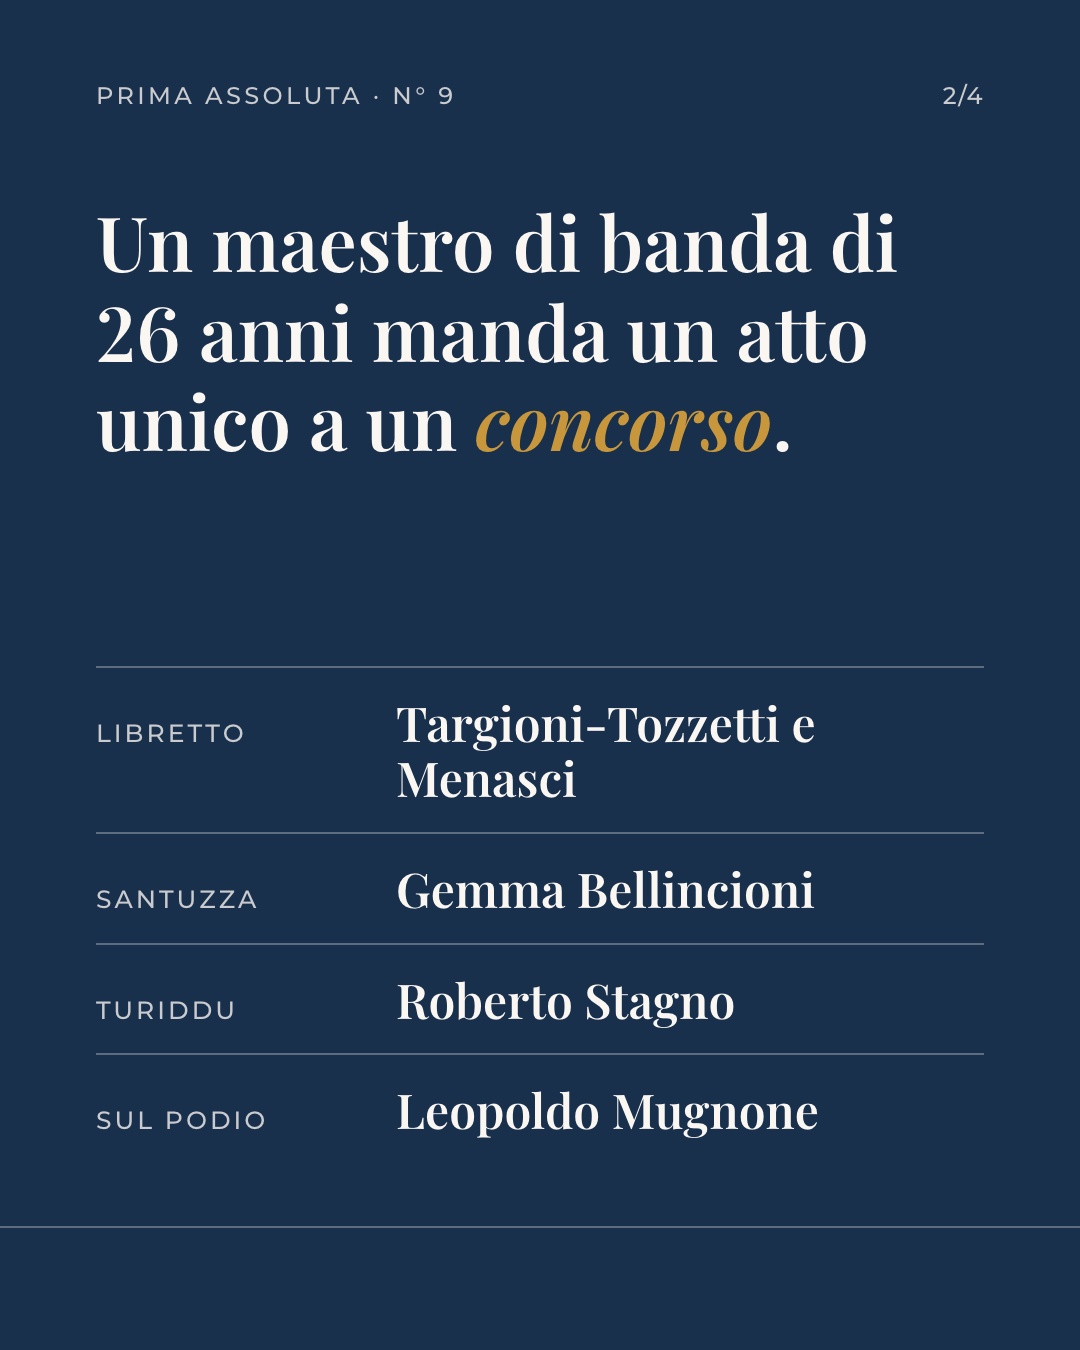 PRIMA ASSOLUTA · N° 9
2/4
Un maestro di banda di
26 anni manda un atto
unico a un concorso.
LIBRETTO
Targioni-Tozzetti e
Menasci
SANTUZZA
Gemma Bellincioni
TURIDDU
Roberto Stagno
SUL PODIO
Leopoldo Mugnone